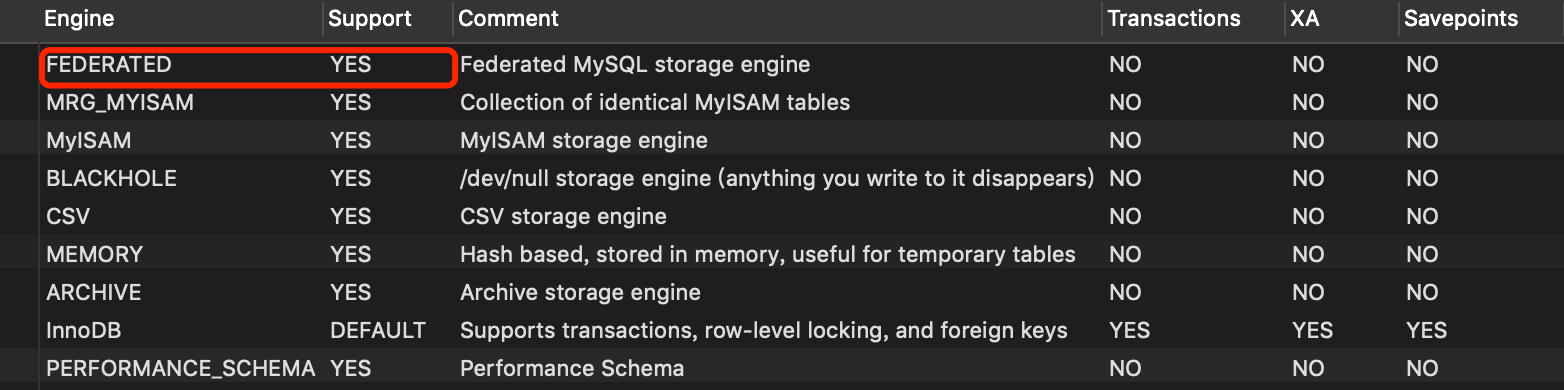 Engine Support Comment Transactions XA Savepoints
FEDERATED YES Federated MySQL storage engine NO NO NO
MRG_MYISAM YES Collection of identical MyISAM tables NO NO NO
MyISAM YES MyISAM storage engine NO NO NO
BLACKHOLE YES /dev/null storage engine (anything you write to it disappears) NO NO NO
CSV YES CSV storage engine NO NO NO
MEMORY YES Hash based, stored in memory, useful for temporary tables NO NO NO
ARCHIVE YES Archive storage engine NO NO NO
InnoDB DEFAULT Supports transactions, row-level locking, and foreign keys YES YES YES
PERFORMANCE_SCHEMA YES Performance Schema NO NO NO